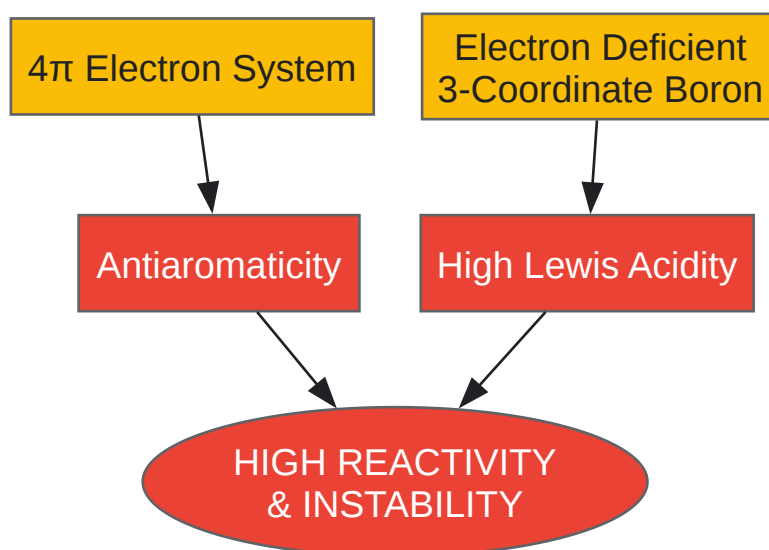 4π Electron System
Electron Deficient
3-Coordinate Boron
Antiaromaticity
High Lewis Acidity
HIGH REACTIVITY
& INSTABILITY